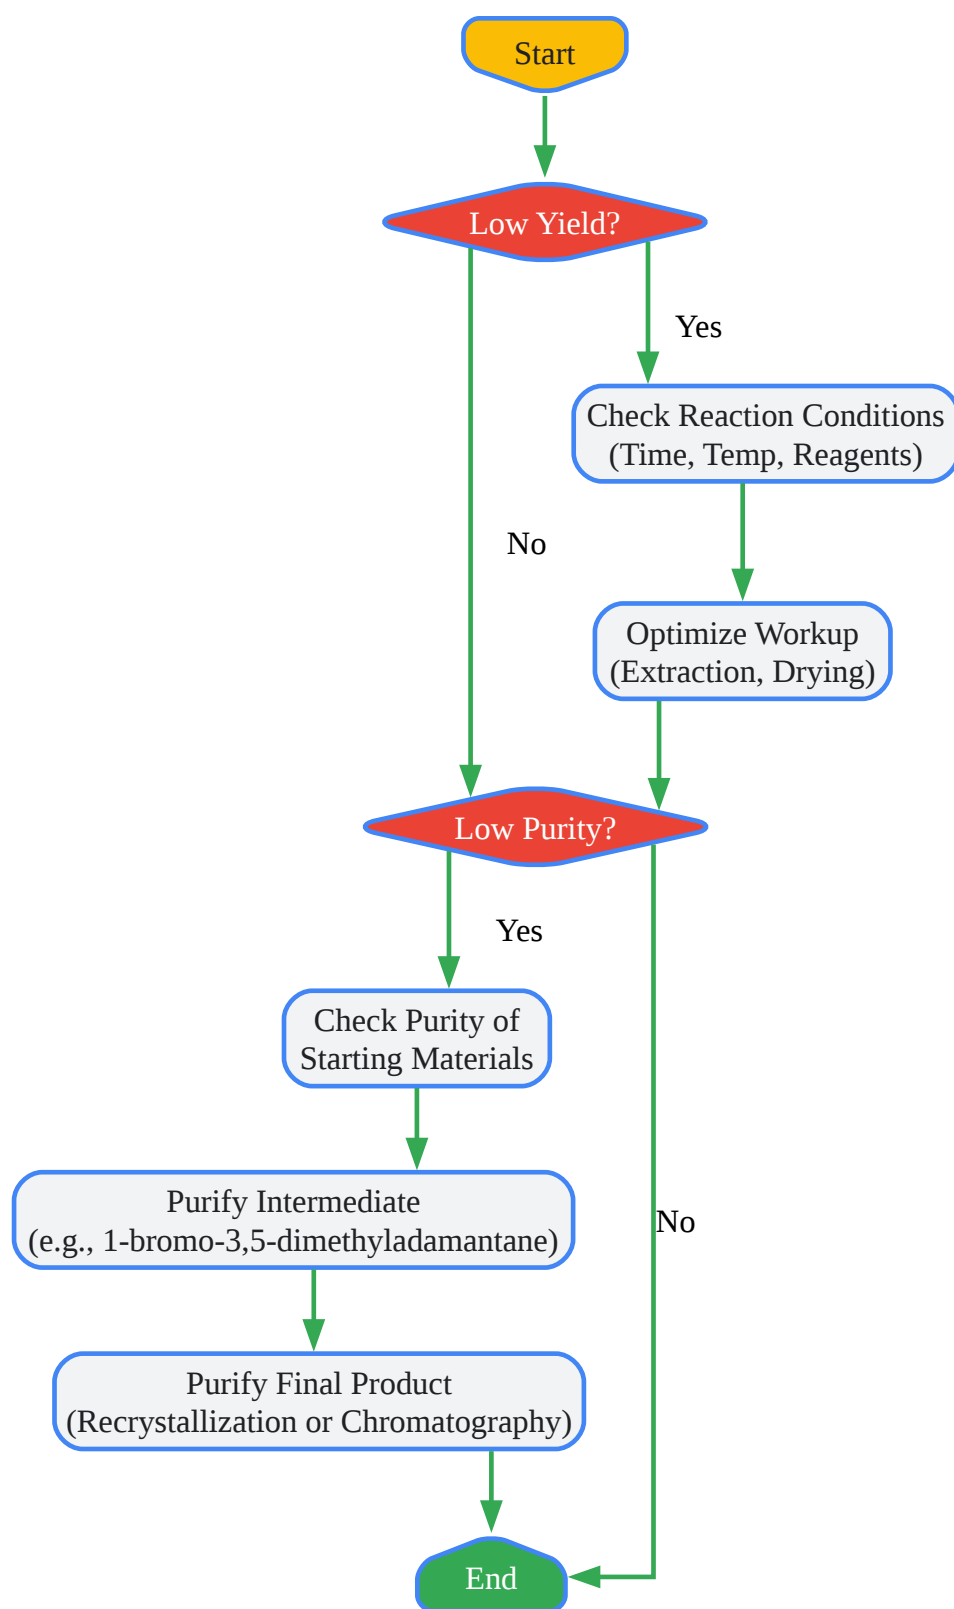 Start
Low Yield?
Yes
Check Reaction Conditions
(Time, Temp, Reagents)
No
Optimize Workup
(Extraction, Drying)
Low Purity?
Yes
Check Purity of
Starting Materials
Purify Intermediate
(e.g., 1-bromo-3,5-dimethyladamantane)
No
Purify Final Product
(Recrystallization or Chromatography)
End